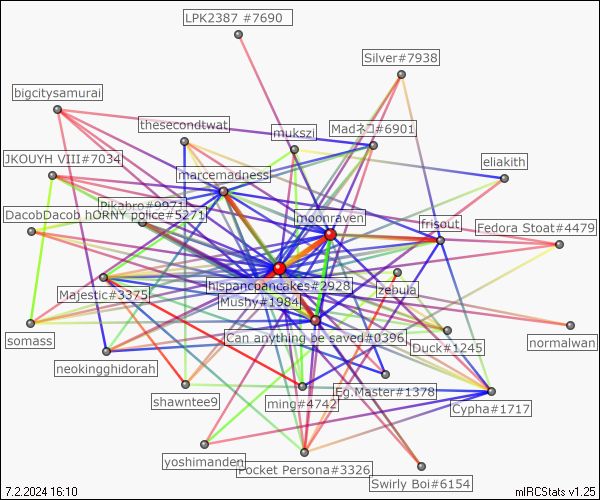 LPK2387 #7690
Silver#7938
bigcitysamurai
thesecondtwat
mukszi
Madネコ#6901
JKOUYH VIII#7034
marcemadness
eliakith
Pikabro#9971
DacobDacob hORNY police#5271
moonraven
frisout
Fedora Stoat#4479
hispancpancakes#2928
zebula
Majestic#3375
Mushy#1984
somass
Can anything be saved#0396
Duck#1245
normalwan
neokingghidorah
shawntee9
ming#4742
Eg.Master#1378
Cypha#1717
yoshimanden
Pocket Persona#3326
Swirly Boi#6154
7.2.2024 16:10
mIRCStats v1.25